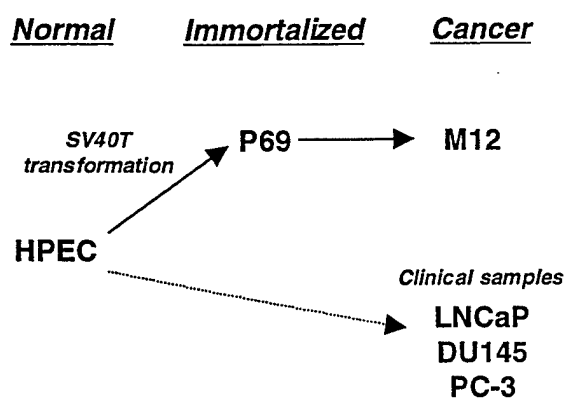 Normal Immortalized Cancer
SV40T
transformation
P69
M12
HPEC
Clinical samples
LNCaP
DU145
PC-3